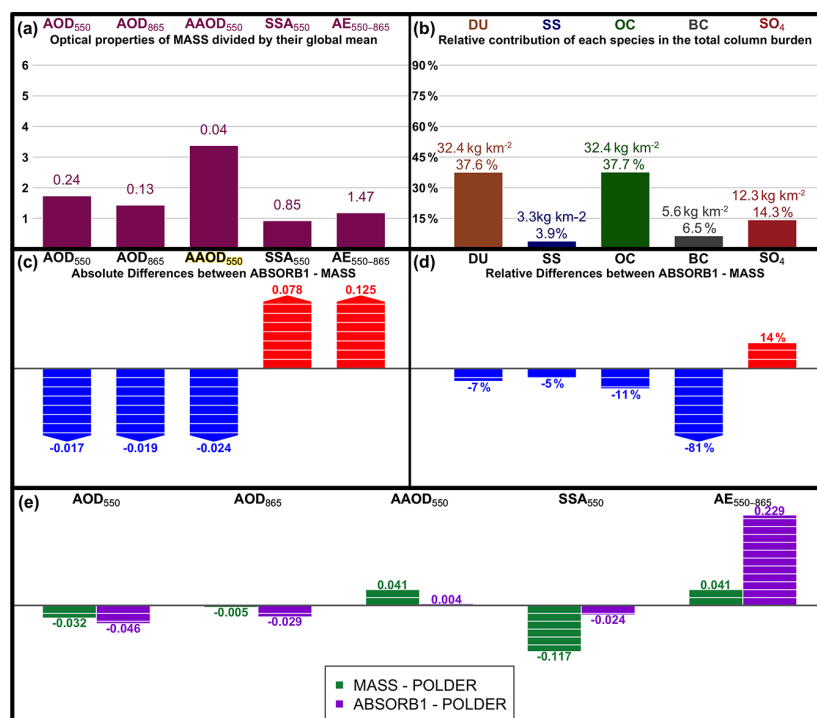 (a) AOD550 AOD865 AAOD550 SSA550 AE550–865
Optical properties of MASS divided by their global mean
6
5
4
3
2
1
0.24
0.13
0.04
0.85
1.47
(b) DU SS OC BC SO4
Relative contribution of each species in the total column burden
90%
75%
60%
45%
30%
15%
32.4 kg km-2
37.6 %
3.3kg km-2
3.9%
32.4 kg km-2
37.7 %
5.6 kg km-2
6.5 %
12.3 kg km-2
14.3 %
(c) AOD550 AOD865 AAOD550 SSA550 AE550–865
Absolute Differences between ABSORB1 - MASS
0.078 0.125
-0.017 -0.019 -0.024
(d) DU SS OC BC SO4
Relative Differences between ABSORB1 - MASS
14 %
-7 % -5 % -11 % -81 %
(e) AOD550 AOD865 AAOD550 SSA550 AE550–865
-0.032 -0.046
-0.005 -0.029
0.041 0.004
-0.117 -0.024
0.041 0.229
MASS - POLDER
ABSORB1 - POLDER